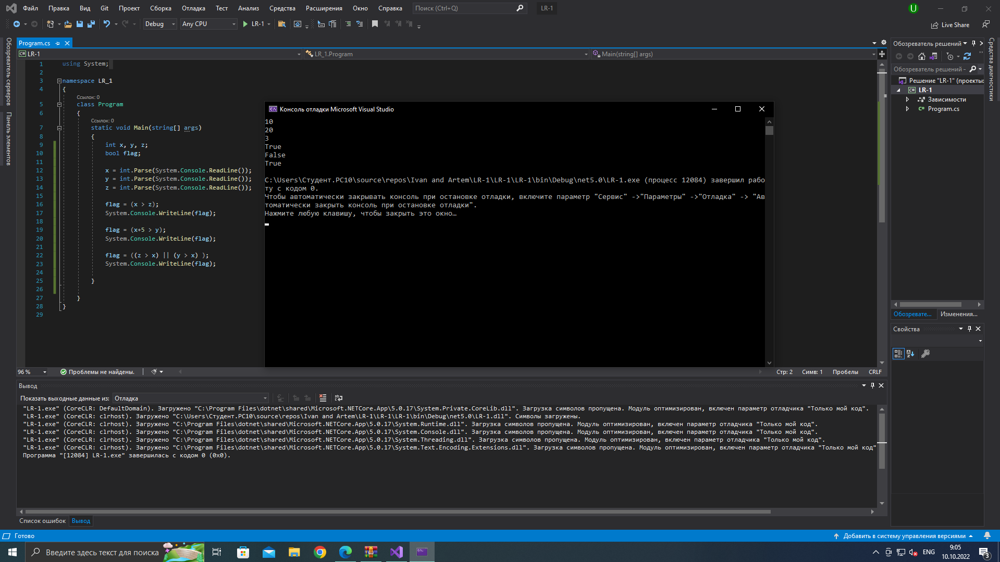 Файл Правка Вид Git Проект Сборка Отладка Тест Анализ Средства Расширения Окно Справка Поиск (Ctrl+Q) LR-1
Debug Any CPU LR-1 Live Share
Обозреватель серверов
Панель элементов
Program.cs
LR-1 LR_1.Program Main(string[] args)
1 using System;
2
3 namespace LR_1
4 {
Ссылок: 0
5 class Program
6 {
Ссылок: 0
7 static void Main(string[] args)
8 {
9 int x, y, z;
10 bool flag;
11
12 x = int.Parse(System.Console.ReadLine());
13 y = int.Parse(System.Console.ReadLine());
14 z = int.Parse(System.Console.ReadLine());
15
16 flag = (x > z);
17 System.Console.WriteLine(flag);
18
19 flag = (x+5 > y);
20 System.Console.WriteLine(flag);
21
22 flag = ((z > x) || (y > x) );
23 System.Console.WriteLine(flag);
24
25 }
26
27 }
28 }
29
Консоль отладки Microsoft Visual Studio
10
20
3
True
False
True
C:\Users\Студент.PC10\source\repos\Ivan and Artem\LR-1\LR-1\LR-1\bin\Debug\net5.0\LR-1.exe (процесс 12084) завершил рабо
ту с кодом 0.
Чтобы автоматически закрывать консоль при остановке отладки, включите параметр "Сервис" ->"Параметры" ->"Отладка" -> "Ав
томатически закрыть консоль при остановке отладки".
Нажмите любую клавишу, чтобы закрыть это окно…
96 % Проблемы не найдены. Стр: 2 Симв: 1 Пробелы CRLF
Обозреватель решений
Обозреватель решений -
Решение "LR-1" (проекты:
LR-1
Зависимости
C# Program.cs
Обозревате... Изменения...
Свойства
Средства диагностики
Вывод
Показать выходные данные из: Отладка
"LR-1.exe" (CoreCLR: DefaultDomain). Загружено "C:\Program Files\dotnet\shared\Microsoft.NETCore.App\5.0.17\System.Private.CoreLib.dll". Загрузка символов пропущена. Модуль оптимизирован, включен параметр отладчика "Только мой код".
"LR-1.exe" (CoreCLR: clrhost). Загружено "C:\Users\Студент.PC10\source\repos\Ivan and Artem\LR-1\LR-1\LR-1\bin\Debug\net5.0\LR-1.dll". Символы загружены.
"LR-1.exe" (CoreCLR: clrhost). Загружено "C:\Program Files\dotnet\shared\Microsoft.NETCore.App\5.0.17\System.Runtime.dll". Загрузка символов пропущена. Модуль оптимизирован, включен параметр отладчика "Только мой код".
"LR-1.exe" (CoreCLR: clrhost). Загружено "C:\Program Files\dotnet\shared\Microsoft.NETCore.App\5.0.17\System.Console.dll". Загрузка символов пропущена. Модуль оптимизирован, включен параметр отладчика "Только мой код".
"LR-1.exe" (CoreCLR: clrhost). Загружено "C:\Program Files\dotnet\shared\Microsoft.NETCore.App\5.0.17\System.Threading.dll". Загрузка символов пропущена. Модуль оптимизирован, включен параметр отладчика "Только мой код".
"LR-1.exe" (CoreCLR: clrhost). Загружено "C:\Program Files\dotnet\shared\Microsoft.NETCore.App\5.0.17\System.Text.Encoding.Extensions.dll". Загрузка символов пропущена. Модуль оптимизирован, включен параметр отладчика "Только мой код"
Программа "[12084] LR-1.exe" завершилась с кодом 0 (0x0).
Список ошибок Вывод
Готово Добавить в систему управления версиями
Введите здесь текст для поиска ENG 9:05
10.10.2022 3